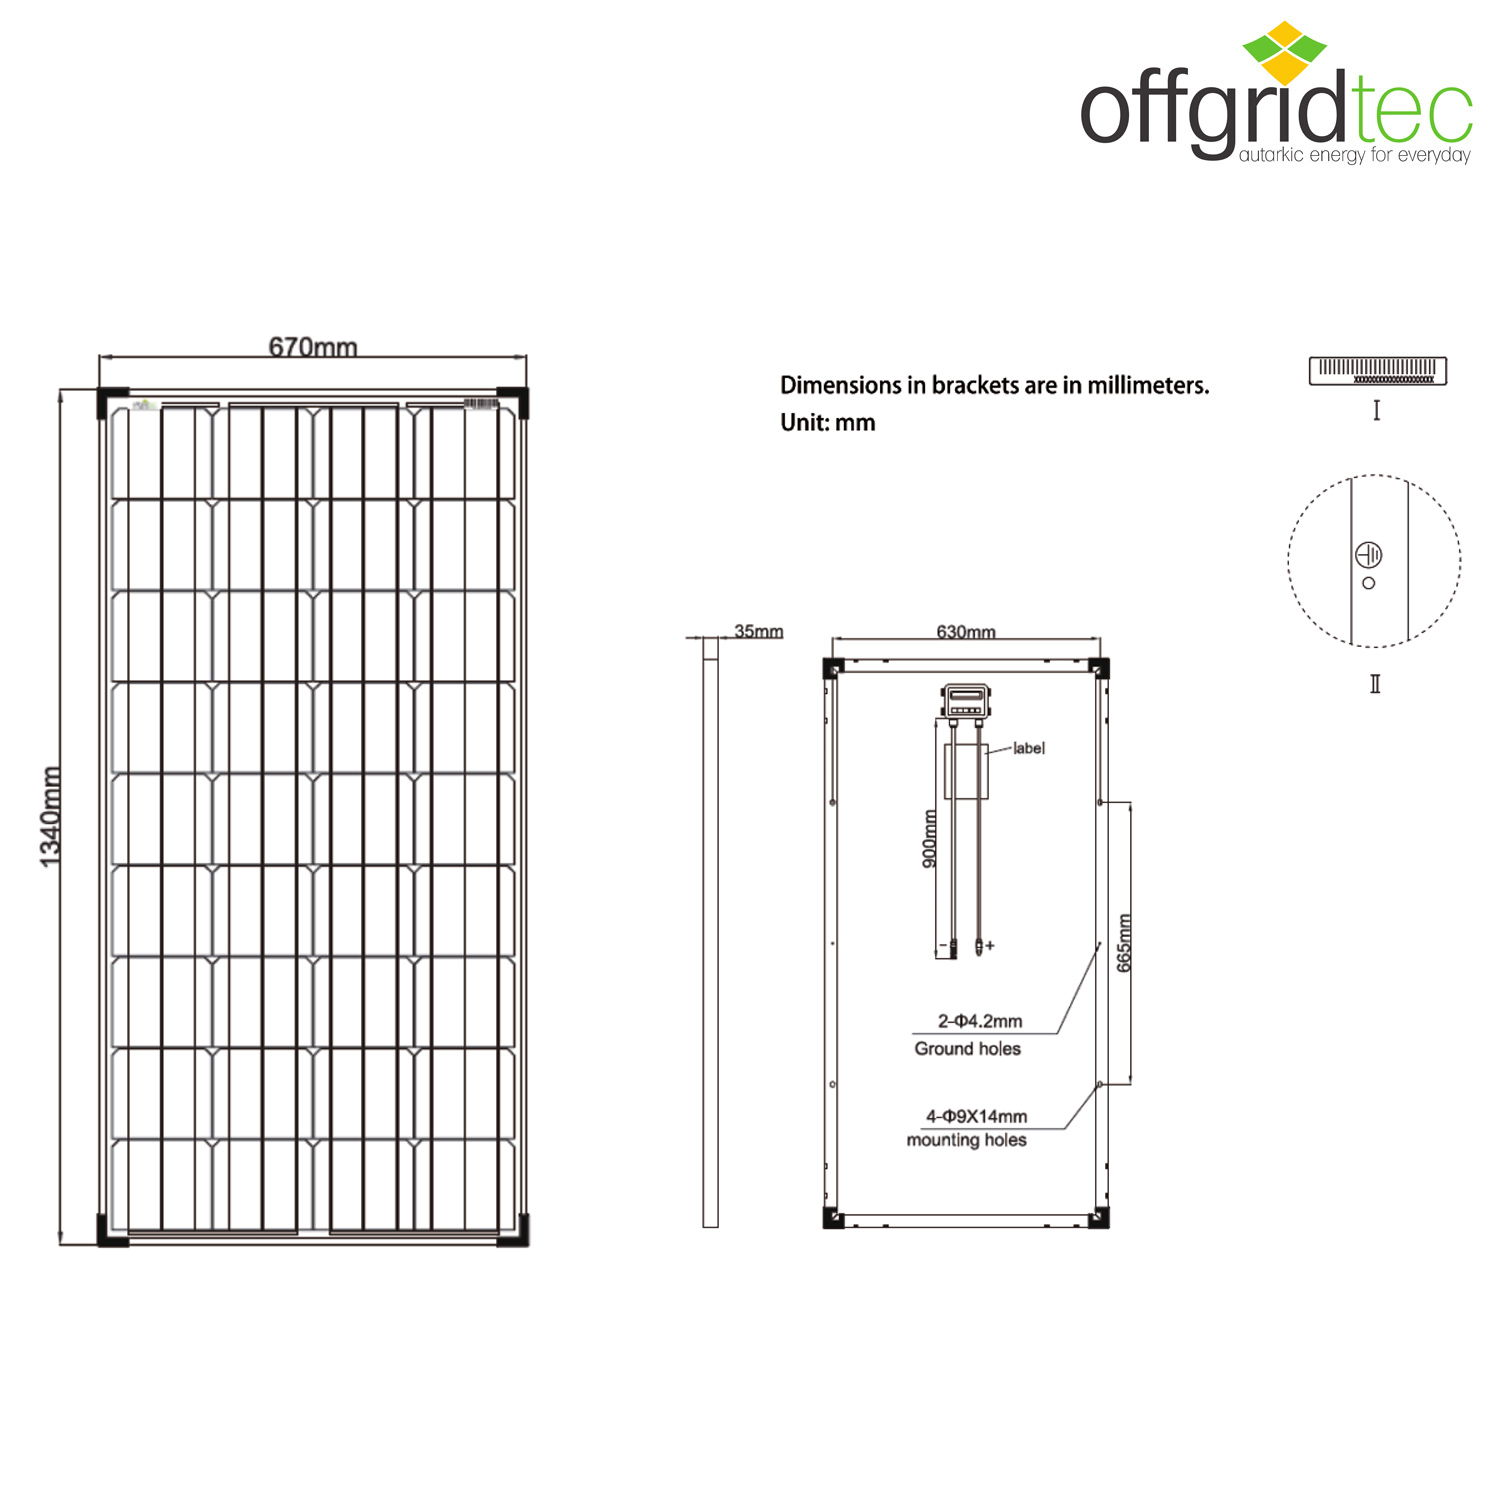 offgridtec
autarkic energy for everyday
670mm
1340mm
Dimensions in brackets are in millimeters.
Unit: mm
I
II
35mm
630mm
label
900mm
- +
665mm
2-Φ4.2mm
Ground holes
4-Φ9X14mm
mounting holes